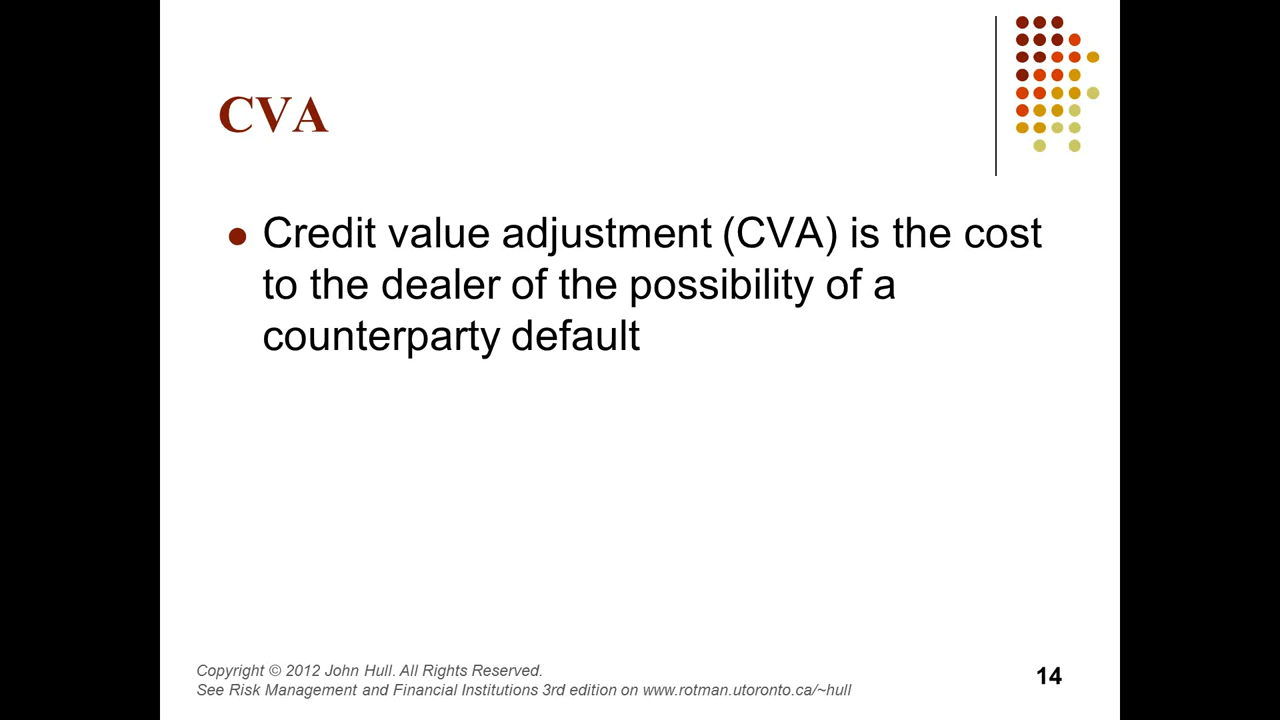 CVA
Credit value adjustment (CVA) is the cost
to the dealer of the possibility of a
counterparty default
Copyright © 2012 John Hull. All Rights Reserved.
See Risk Management and Financial Institutions 3rd edition on www.rotman.utoronto.ca/~hull
14